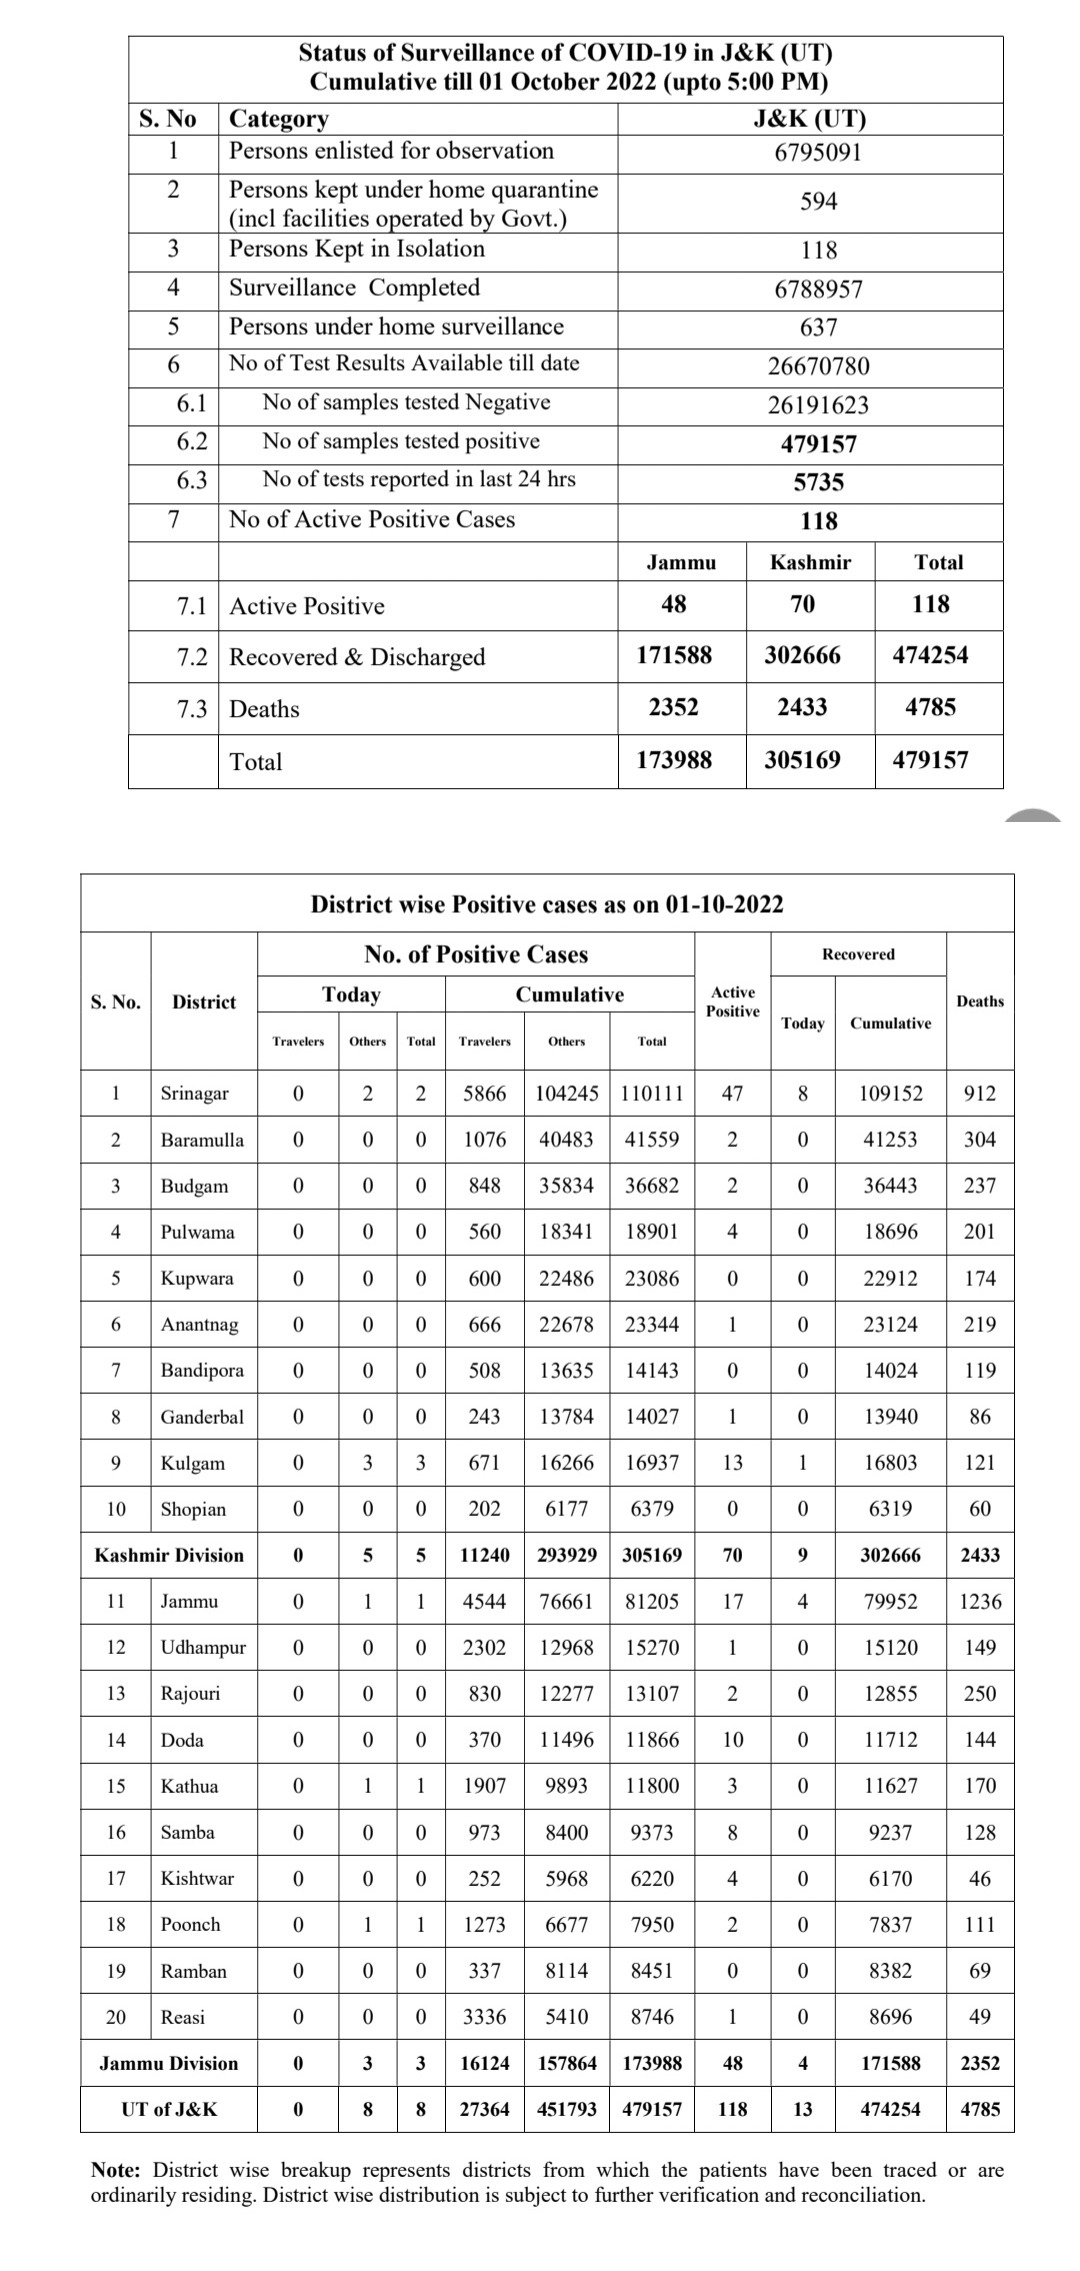 Status of Surveillance of COVID-19 in J&K (UT)
Cumulative till 01 October 2022 (upto 5:00 PM)
S. No Category J&K (UT)
1 Persons enlisted for observation 6795091
2 Persons kept under home quarantine
(incl facilities operated by Govt.) 594
3 Persons Kept in Isolation 118
4 Surveillance Completed 6788957
5 Persons under home surveillance 637
6 No of Test Results Available till date 26670780
6.1 No of samples tested Negative 26191623
6.2 No of samples tested positive 479157
6.3 No of tests reported in last 24 hrs 5735
7 No of Active Positive Cases 118
Jammu Kashmir Total
7.1 Active Positive 48 70 118
7.2 Recovered & Discharged 171588 302666 474254
7.3 Deaths 2352 2433 4785
Total 173988 305169 479157
District wise Positive cases as on 01-10-2022
S. No. District No. of Positive Cases Active Positive Recovered Deaths
Today Cumulative Today Cumulative
Travelers Others Total Travelers Others Total
1 Srinagar 0 2 2 5866 104245 110111 47 8 109152 912
2 Baramulla 0 0 0 1076 40483 41559 2 0 41253 304
3 Budgam 0 0 0 848 35834 36682 2 0 36443 237
4 Pulwama 0 0 0 560 18341 18901 4 0 18696 201
5 Kupwara 0 0 0 600 22486 23086 0 0 22912 174
6 Anantnag 0 0 0 666 22678 23344 1 0 23124 219
7 Bandipora 0 0 0 508 13635 14143 0 0 14024 119
8 Ganderbal 0 0 0 243 13784 14027 1 0 13940 86
9 Kulgam 0 3 3 671 16266 16937 13 1 16803 121
10 Shopian 0 0 0 202 6177 6379 0 0 6319 60
Kashmir Division 0 5 5 11240 293929 305169 70 9 302666 2433
11 Jammu 0 1 1 4544 76661 81205 17 4 79952 1236
12 Udhampur 0 0 0 2302 12968 15270 1 0 15120 149
13 Rajouri 0 0 0 830 12277 13107 2 0 12855 250
14 Doda 0 0 0 370 11496 11866 10 0 11712 144
15 Kathua 0 1 1 1907 9893 11800 3 0 11627 170
16 Samba 0 0 0 973 8400 9373 8 0 9237 128
17 Kishtwar 0 0 0 252 5968 6220 4 0 6170 46
18 Poonch 0 1 1 1273 6677 7950 2 0 7837 111
19 Ramban 0 0 0 337 8114 8451 0 0 8382 69
20 Reasi 0 0 0 3336 5410 8746 1 0 8696 49
Jammu Division 0 3 3 16124 157864 173988 48 4 171588 2352
UT of J&K 0 8 8 27364 451793 479157 118 13 474254 4785
Note: District wise breakup represents districts from which the patients have been traced or are
ordinarily residing. District wise distribution is subject to further verification and reconciliation.